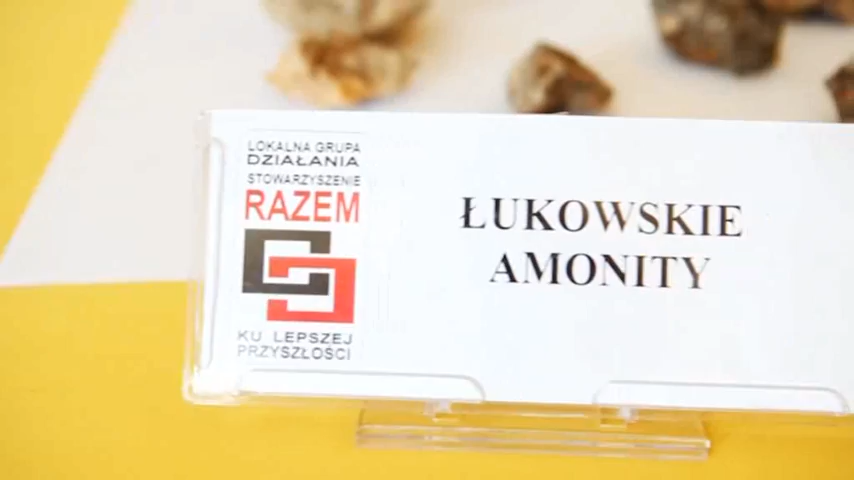 LOKALNA GRUPA
DZIAŁANIA
STOWARZYSZENIE
RAZEM
KU LEPSZEJ
PRZYSZŁOŚCI
ŁUKOWSKIE
AMONITY